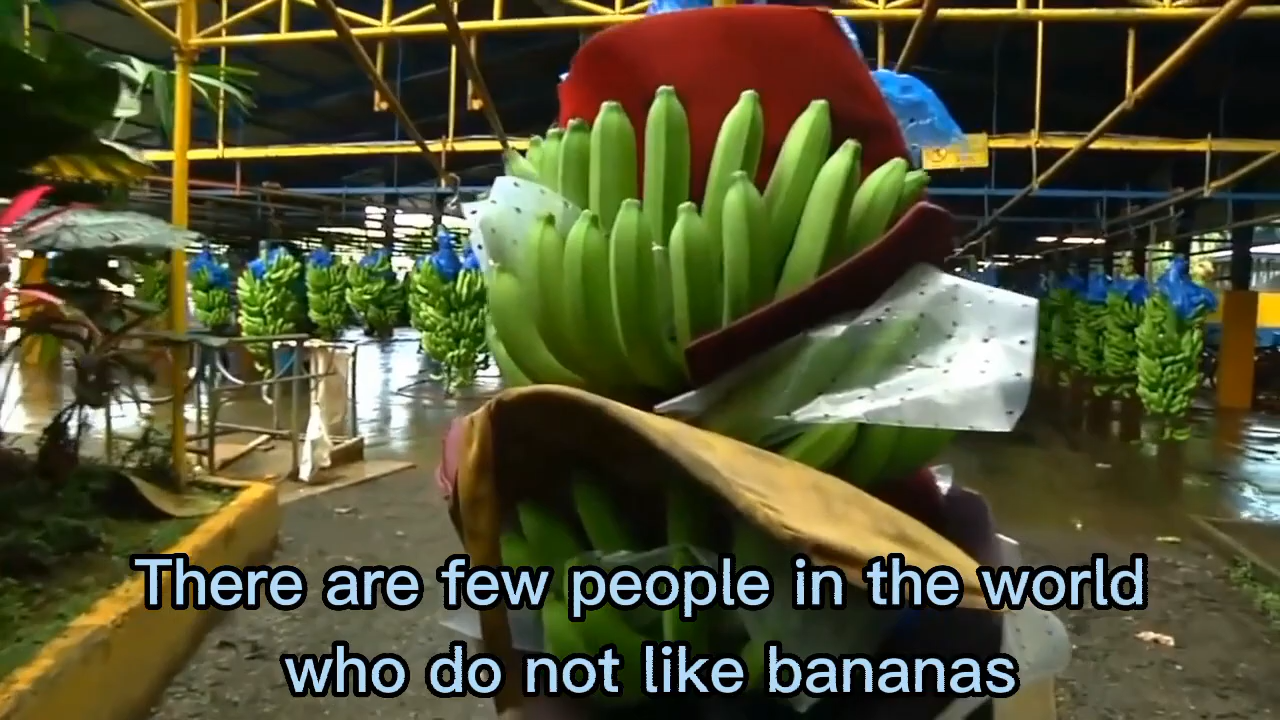 There are few people in the world
who do not like bananas